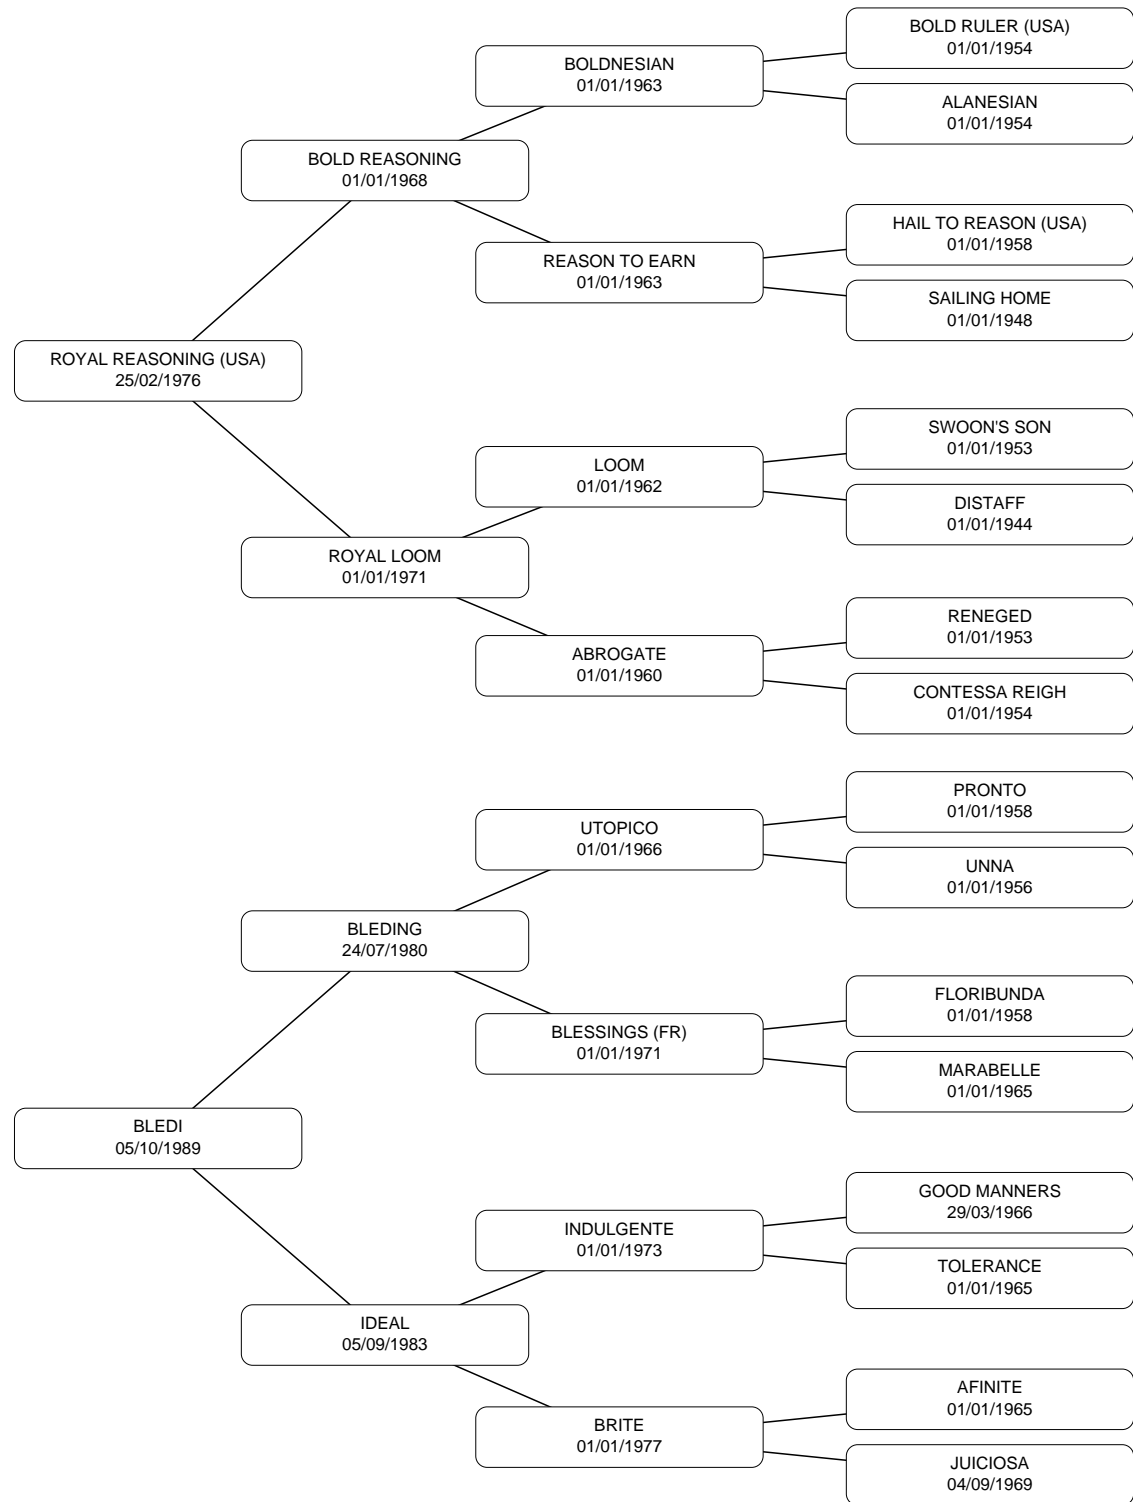 BOLD RULER (USA)
01/01/1954
BOLDNESIAN
01/01/1963
ALANESIAN
01/01/1954
BOLD REASONING
01/01/1968
HAIL TO REASON (USA)
01/01/1958
REASON TO EARN
01/01/1963
SAILING HOME
01/01/1948
ROYAL REASONING (USA)
25/02/1976
SWOON'S SON
01/01/1953
LOOM
01/01/1962
DISTAFF
01/01/1944
ROYAL LOOM
01/01/1971
RENEGED
01/01/1953
ABROGATE
01/01/1960
CONTESSA REIGH
01/01/1954
PRONTO
01/01/1958
UTOPICO
01/01/1966
UNNA
01/01/1956
BLEDING
24/07/1980
FLORIBUNDA
01/01/1958
BLESSINGS (FR)
01/01/1971
MARABELLE
01/01/1965
BLEDI
05/10/1989
GOOD MANNERS
29/03/1966
INDULGENTE
01/01/1973
TOLERANCE
01/01/1965
IDEAL
05/09/1983
AFINITE
01/01/1965
BRITE
01/01/1977
JUICIOSA
04/09/1969